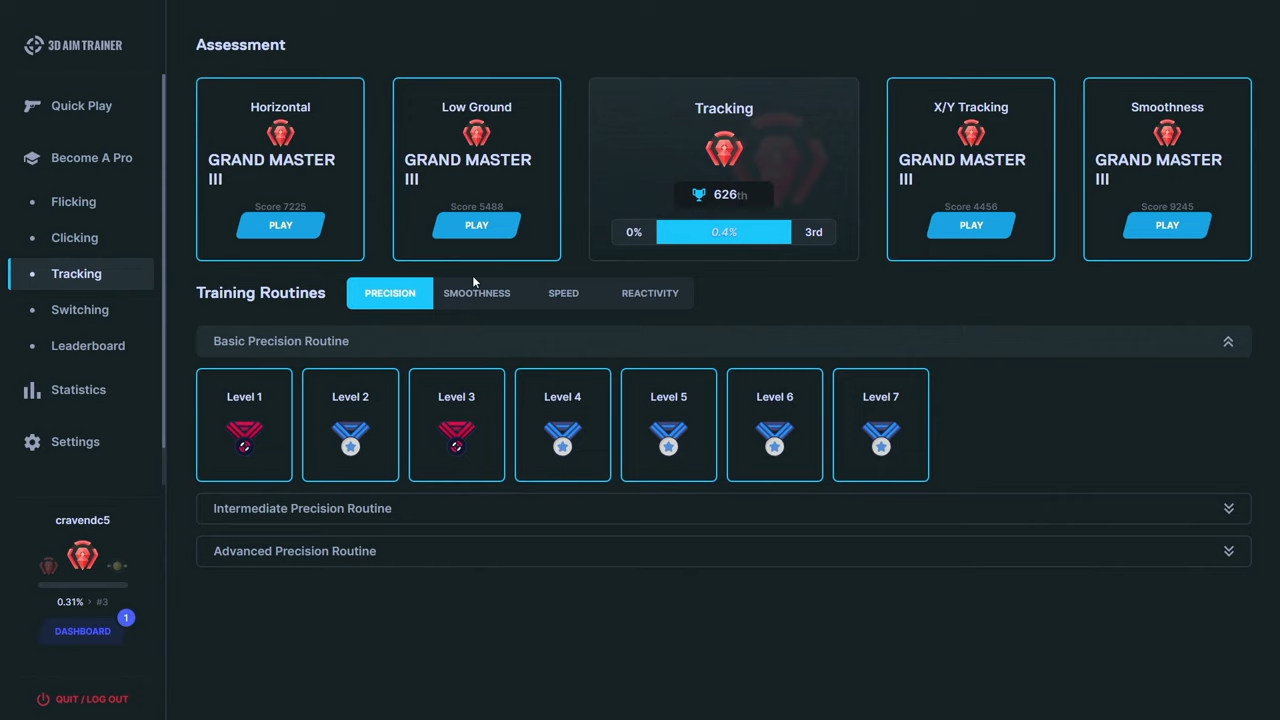 3D AIM TRAINER
Quick Play
Become A Pro
Flicking
Clicking
Tracking
Switching
Leaderboard
Statistics
Settings
cravendc5
0.31% › #3
1
DASHBOARD
QUIT / LOG OUT
Assessment
Horizontal
GRAND MASTER
III
Score 7225
PLAY
Low Ground
GRAND MASTER
III
Score 5488
PLAY
Tracking
626th
0% 0.4% 3rd
X/Y Tracking
GRAND MASTER
III
Score 4456
PLAY
Smoothness
GRAND MASTER
III
Score 9245
PLAY
Training Routines PRECISION SMOOTHNESS SPEED REACTIVITY
Basic Precision Routine
Level 1 Level 2 Level 3 Level 4 Level 5 Level 6 Level 7
Intermediate Precision Routine
Advanced Precision Routine